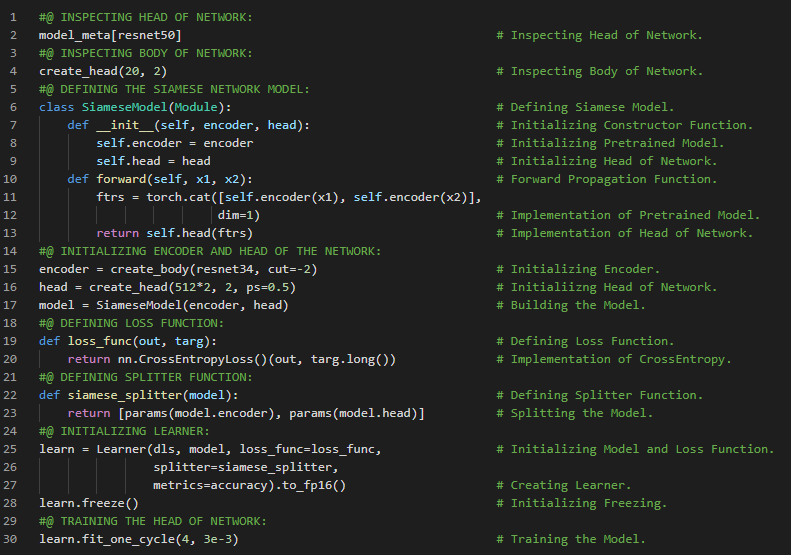 1 #@ INSPECTING HEAD OF NETWORK:
2 model_meta[resnet50] # Inspecting Head of Network.
3 #@ INSPECTING BODY OF NETWORK:
4 create_head(20, 2) # Inspecting Body of Network.
5 #@ DEFINING THE SIAMESE NETWORK MODEL:
6 class SiameseModel(Module): # Defining Siamese Model.
7     def __init__(self, encoder, head): # Initializing Constructor Function.
8         self.encoder = encoder # Initializing Pretrained Model.
9         self.head = head # Initializing Head of Network.
10     def forward(self, x1, x2): # Forward Propagation Function.
11         ftrs = torch.cat([self.encoder(x1), self.encoder(x2)],
12                          dim=1) # Implementation of Pretrained Model.
13         return self.head(ftrs) # Implementation of Head of Network.
14 #@ INITIALIZING ENCODER AND HEAD OF THE NETWORK:
15 encoder = create_body(resnet34, cut=-2) # Initializing Encoder.
16 head = create_head(512*2, 2, ps=0.5) # Initialiizng Head of Network.
17 model = SiameseModel(encoder, head) # Building the Model.
18 #@ DEFINING LOSS FUNCTION:
19 def loss_func(out, targ): # Defining Loss Function.
20     return nn.CrossEntropyLoss()(out, targ.long()) # Implementation of CrossEntropy.
21 #@ DEFINING SPLITTER FUNCTION:
22 def siamese_splitter(model): # Defining Splitter Function.
23     return [params(model.encoder), params(model.head)] # Splitting the Model.
24 #@ INITIALIZING LEARNER:
25 learn = Learner(dls, model, loss_func=loss_func, # Initializing Model and Loss Function.
26                 splitter=siamese_splitter,
27                 metrics=accuracy).to_fp16() # Creating Learner.
28 learn.freeze() # Initializing Freezing.
29 #@ TRAINING THE HEAD OF NETWORK:
30 learn.fit_one_cycle(4, 3e-3) # Training the Model.